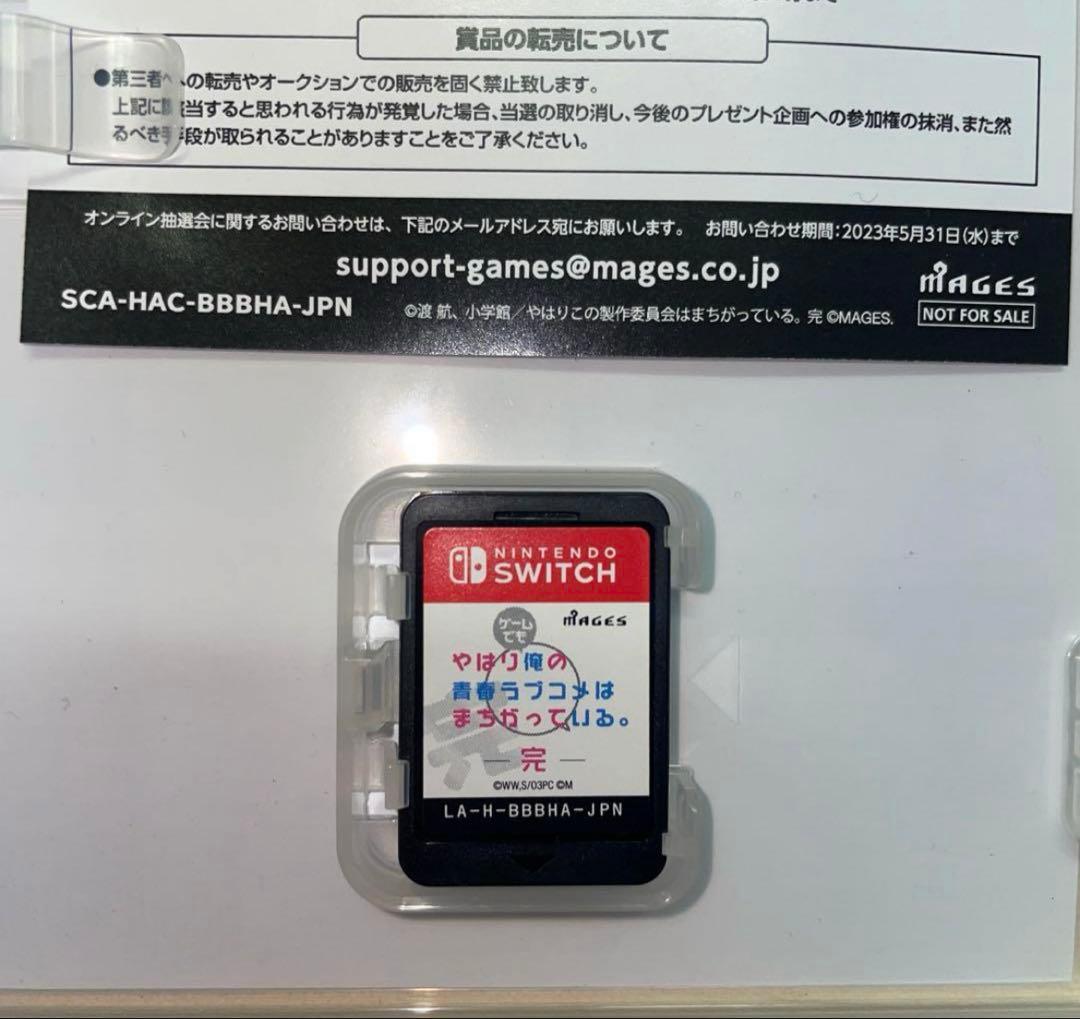 賞品の転売について
●第三者への転売やオークションでの販売を固く禁止致します。
上記に該当すると思われる行為が発覚した場合、当選の取り消し、今後のプレゼント企画への参加権の抹消、また然
るべき手段が取られることがありますことをご了承ください。
オンライン抽選会に関するお問い合わせは、下記のメールアドレス宛にお願いします。 お問い合わせ期間：2023年5月31日(水)まで
support-games@mages.co.jp
MAGES
SCA-HAC-BBBHA-JPN
©渡 航、小学館／やはりこの製作委員会はまちがっている。完 ©MAGES.
NOT FOR SALE
NINTENDO
SWITCH
ゲーム
でも
MAGES
やはり俺の
青春ラブコメは
まちがっている。
完
― 完 ―
©WW,S/03PC ©M
LA-H-BBBHA-JPN